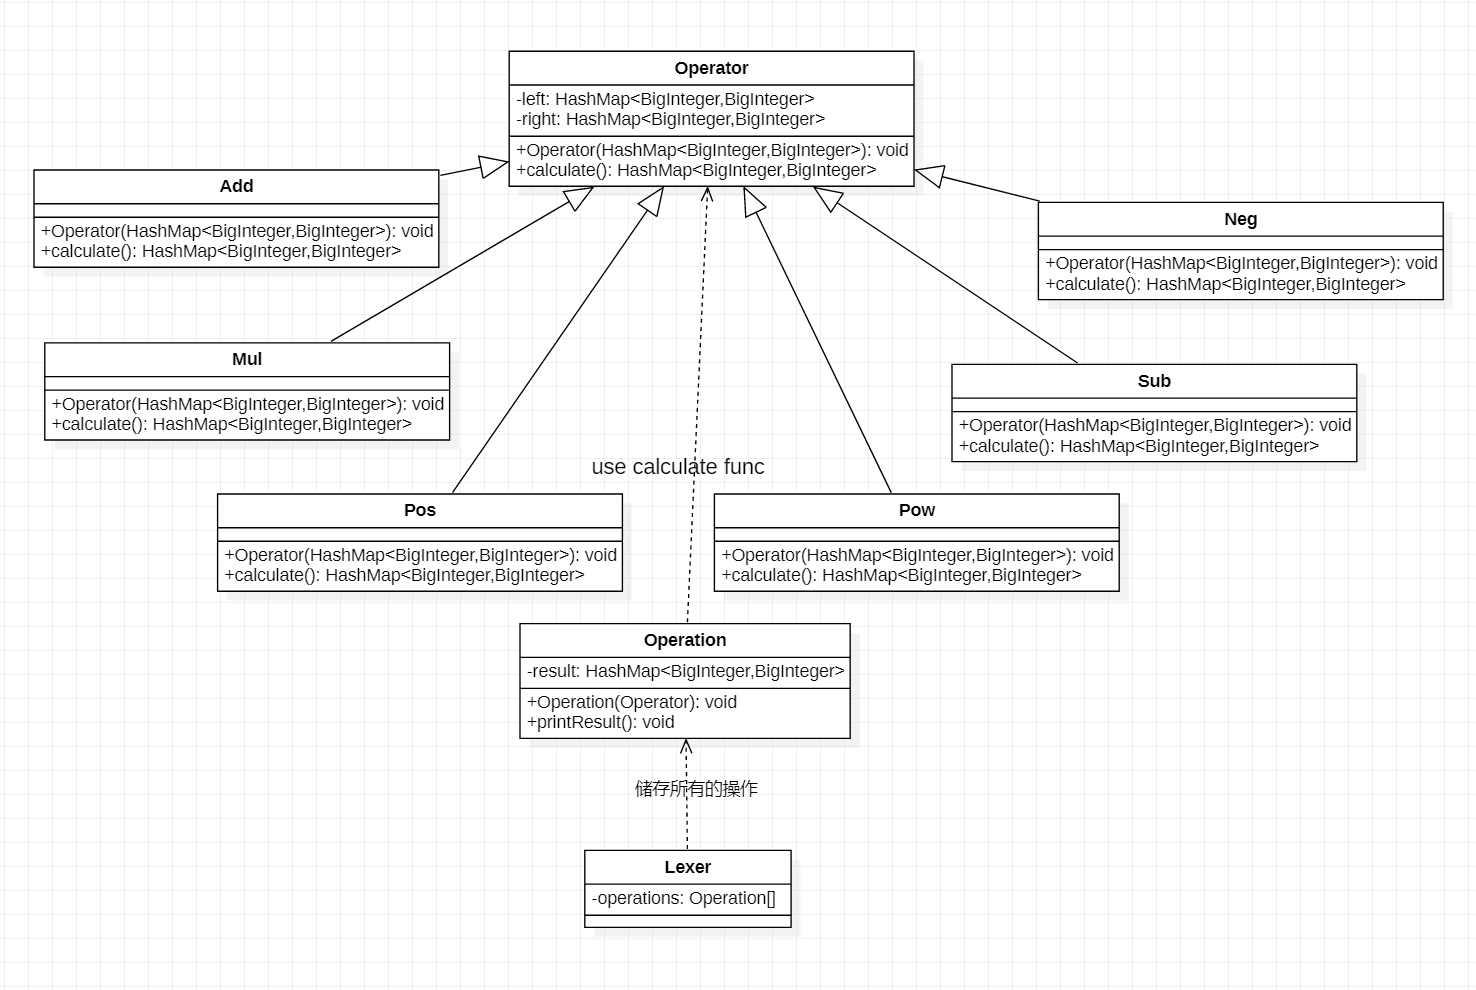 Operator
-left: HashMap<BigInteger,BigInteger>
-right: HashMap<BigInteger,BigInteger>
+Operator(HashMap<BigInteger,BigInteger>): void
+calculate(): HashMap<BigInteger,BigInteger>
Add
+Operator(HashMap<BigInteger,BigInteger>): void
+calculate(): HashMap<BigInteger,BigInteger>
Neg
+Operator(HashMap<BigInteger,BigInteger>): void
+calculate(): HashMap<BigInteger,BigInteger>
Mul
+Operator(HashMap<BigInteger,BigInteger>): void
+calculate(): HashMap<BigInteger,BigInteger>
Sub
+Operator(HashMap<BigInteger,BigInteger>): void
+calculate(): HashMap<BigInteger,BigInteger>
use calculate func
Pos
+Operator(HashMap<BigInteger,BigInteger>): void
+calculate(): HashMap<BigInteger,BigInteger>
Pow
+Operator(HashMap<BigInteger,BigInteger>): void
+calculate(): HashMap<BigInteger,BigInteger>
Operation
-result: HashMap<BigInteger,BigInteger>
+Operation(Operator): void
+printResult(): void
储存所有的操作
Lexer
-operations: Operation[]